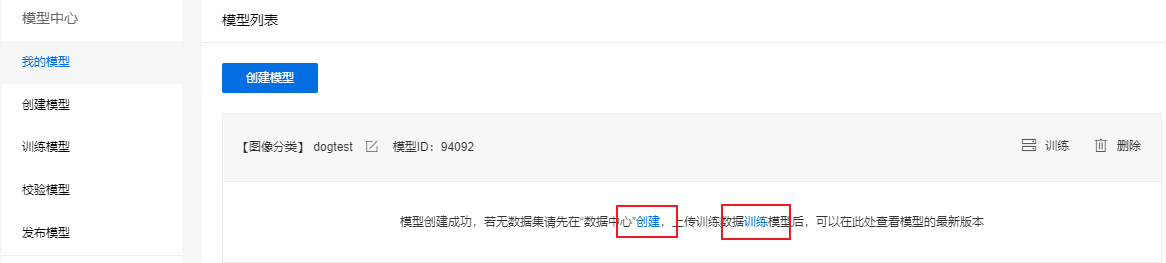 模型中心
我的模型
创建模型
训练模型
校验模型
发布模型
模型列表
创建模型
【图像分类】 dogtest 模型ID：94092 训练 删除
模型创建成功，若无数据集请先在“数据中心”创建，上传训练数据训练模型后，可以在此处查看模型的最新版本